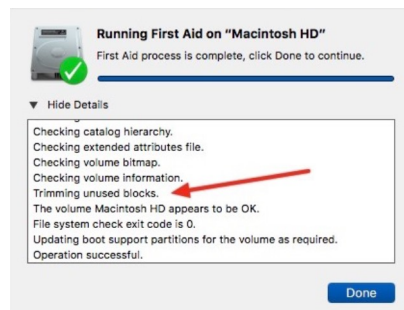 Running First Aid on “Macintosh HD”
First Aid process is complete, click Done to continue.
Hide Details
Checking catalog hierarchy.
Checking extended attributes file.
Checking volume bitmap.
Checking volume information.
Trimming unused blocks.
The volume Macintosh HD appears to be OK.
File system check exit code is 0.
Updating boot support partitions for the volume as required.
Operation successful.
Done